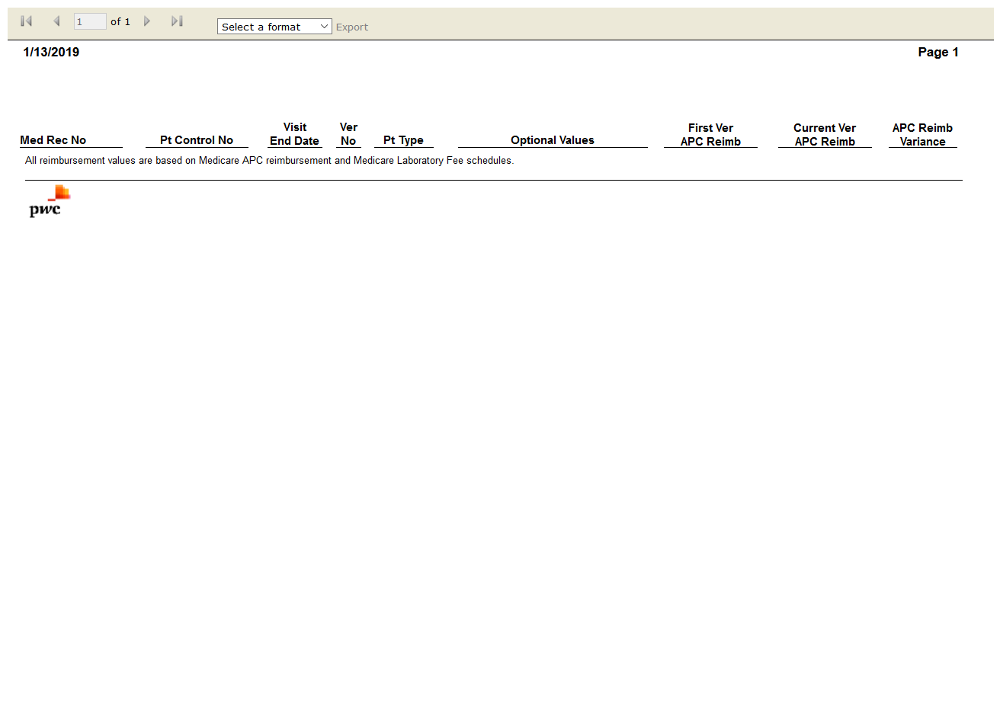 1 of 1 Select a format Export
1/13/2019 Page 1
Visit Ver First Ver Current Ver APC Reimb
Med Rec No Pt Control No End Date No Pt Type Optional Values APC Reimb APC Reimb Variance
All reimbursement values are based on Medicare APC reimbursement and Medicare Laboratory Fee schedules.
pwc